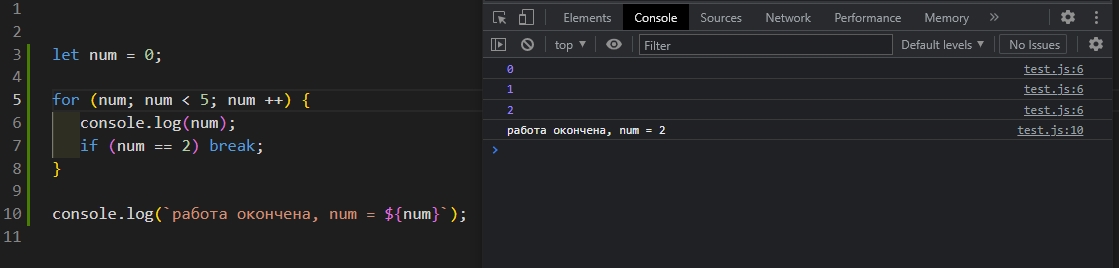 1
2
3 let num = 0;
4
5 for (num; num < 5; num ++) {
6 console.log(num);
7 if (num == 2) break;
8 }
9
10 console.log(`работа окончена, num = ${num}`);
11
Elements Console Sources Network Performance Memory »
top ▾ Filter Default levels ▾ No Issues
0 test.js:6
1 test.js:6
2 test.js:6
работа окончена, num = 2 test.js:10
>